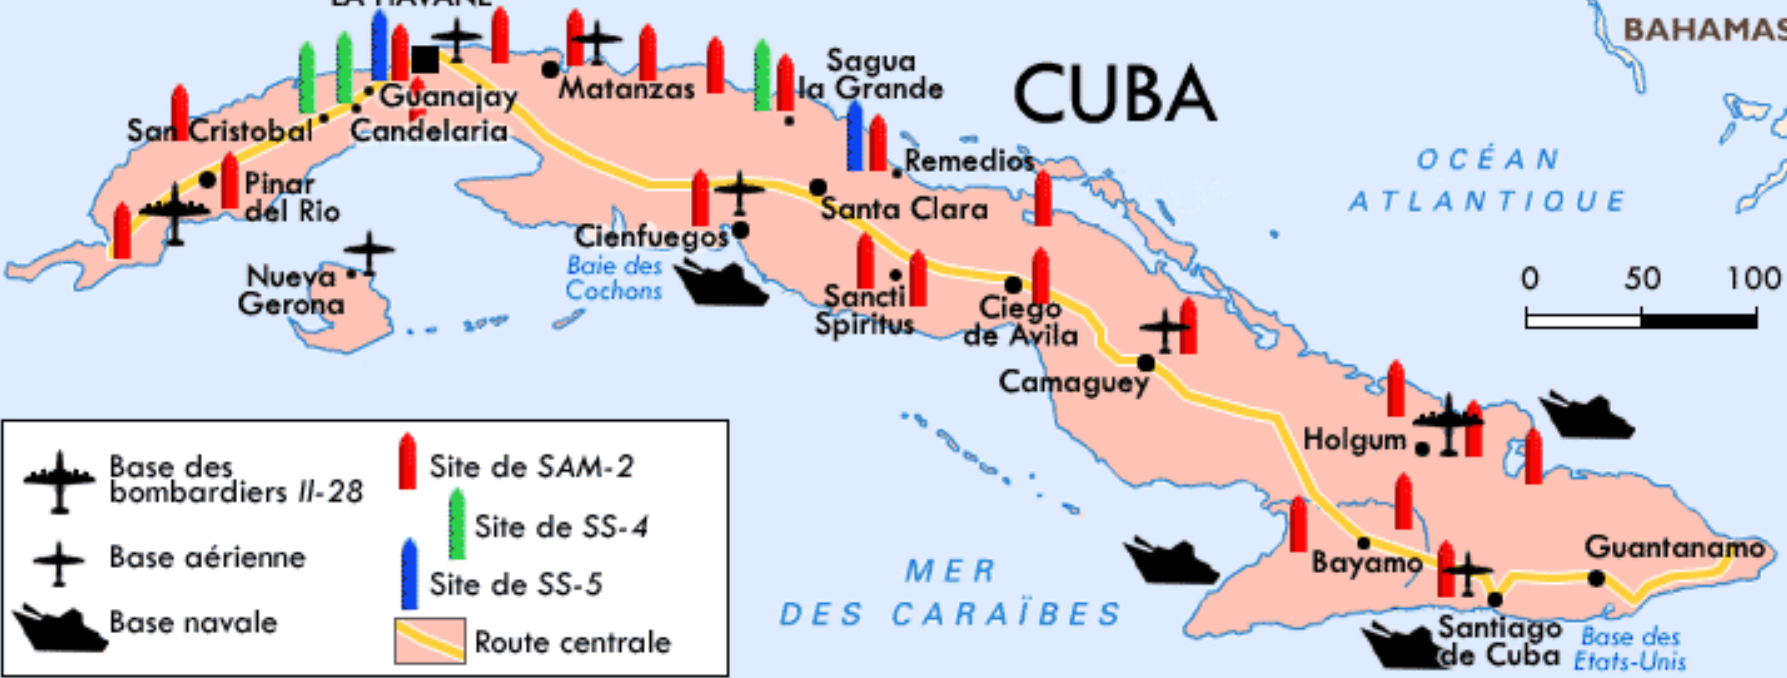 LA HAVANE
BAHAMAS
CUBA
OCÉAN
ATLANTIQUE
Sagua
la Grande
Matanzas
Guanajay
San Cristobal
Candelaria
Remedios
Pinar
del Rio
Santa Clara
Cienfuegos
Baie des
Cochons
Nueva
Gerona
Sancti
Spiritus
Ciego
de Avila
0 50 100
Camaguey
Holgum
Bayamo
Guantanamo
Santiago
de Cuba
Base des
Etats-Unis
MER
DES CARAÏBES
Base des
bombardiers Il-28
Base aérienne
Base navale
Site de SAM-2
Site de SS-4
Site de SS-5
Route centrale